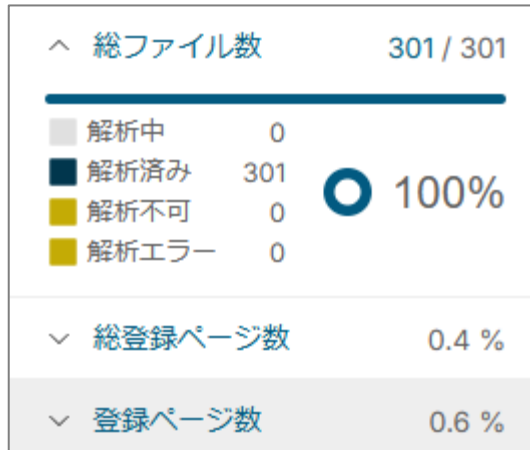 総ファイル数 301 / 301
解析中 0
解析済み 301
解析不可 0
解析エラー 0
100%
総登録ページ数 0.4 %
登録ページ数 0.6 %